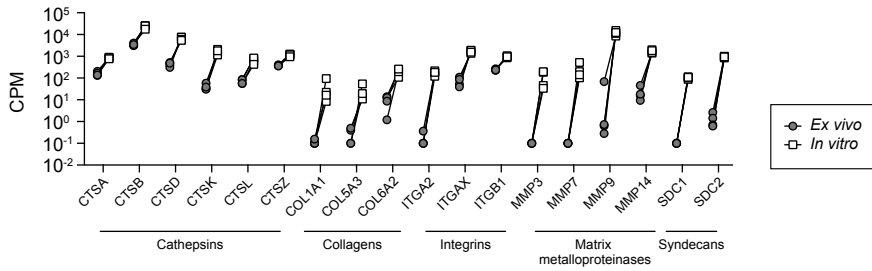 CPM
10⁵
10⁴
10³
10²
10¹
10⁰
10⁻¹
10⁻²
CTSA
CTSB
CTSD
CTSK
CTSL
CTSZ
COL1A1
COL5A3
COL6A2
ITGA2
ITGAX
ITGB1
MMP3
MMP7
MMP9
MMP14
SDC1
SDC2
Cathepsins
Collagens
Integrins
Matrix
metalloproteinases
Syndecans
Ex vivo
In vitro